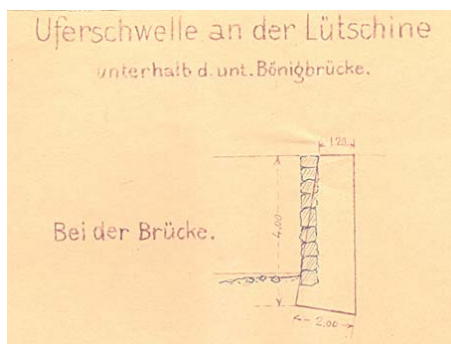 Uferschwelle an der Lütschine
unterhalb d. unt. Bönigbrücke.
1.20
4.00
Bei der Brücke.
2.00